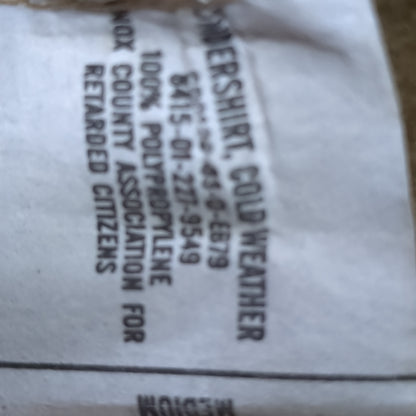 UNDERSHIRT, COLD WEATHER
8415-01-227-9549
100% POLYPROPYLENE
KNOX COUNTY ASSOCIATION FOR
RETARDED CITIZENS